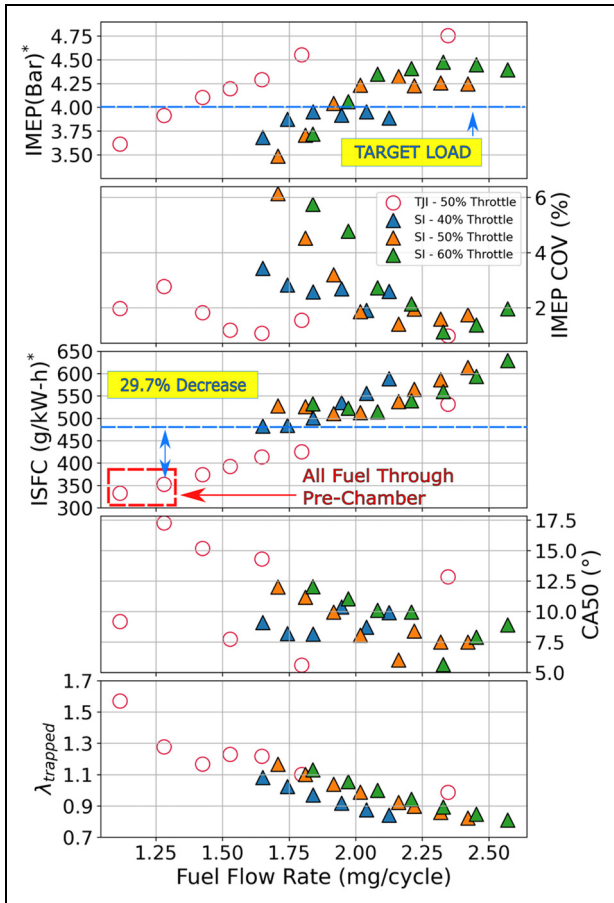 IMEP(Bar)*
4.75
4.50
4.25
4.00
3.75
3.50
TARGET LOAD
TJI - 50% Throttle
SI - 40% Throttle
SI - 50% Throttle
SI - 60% Throttle
6
4
2
IMEP COV (%)
ISFC (g/kW-h)*
650
600
550
500
450
400
350
300
29.7% Decrease
All Fuel Through
Pre-Chamber
17.5
15.0
12.5
10.0
7.5
5.0
CA50 (°)
λtrapped
1.7
1.5
1.3
1.1
0.9
0.7
1.25 1.50 1.75 2.00 2.25 2.50
Fuel Flow Rate (mg/cycle)